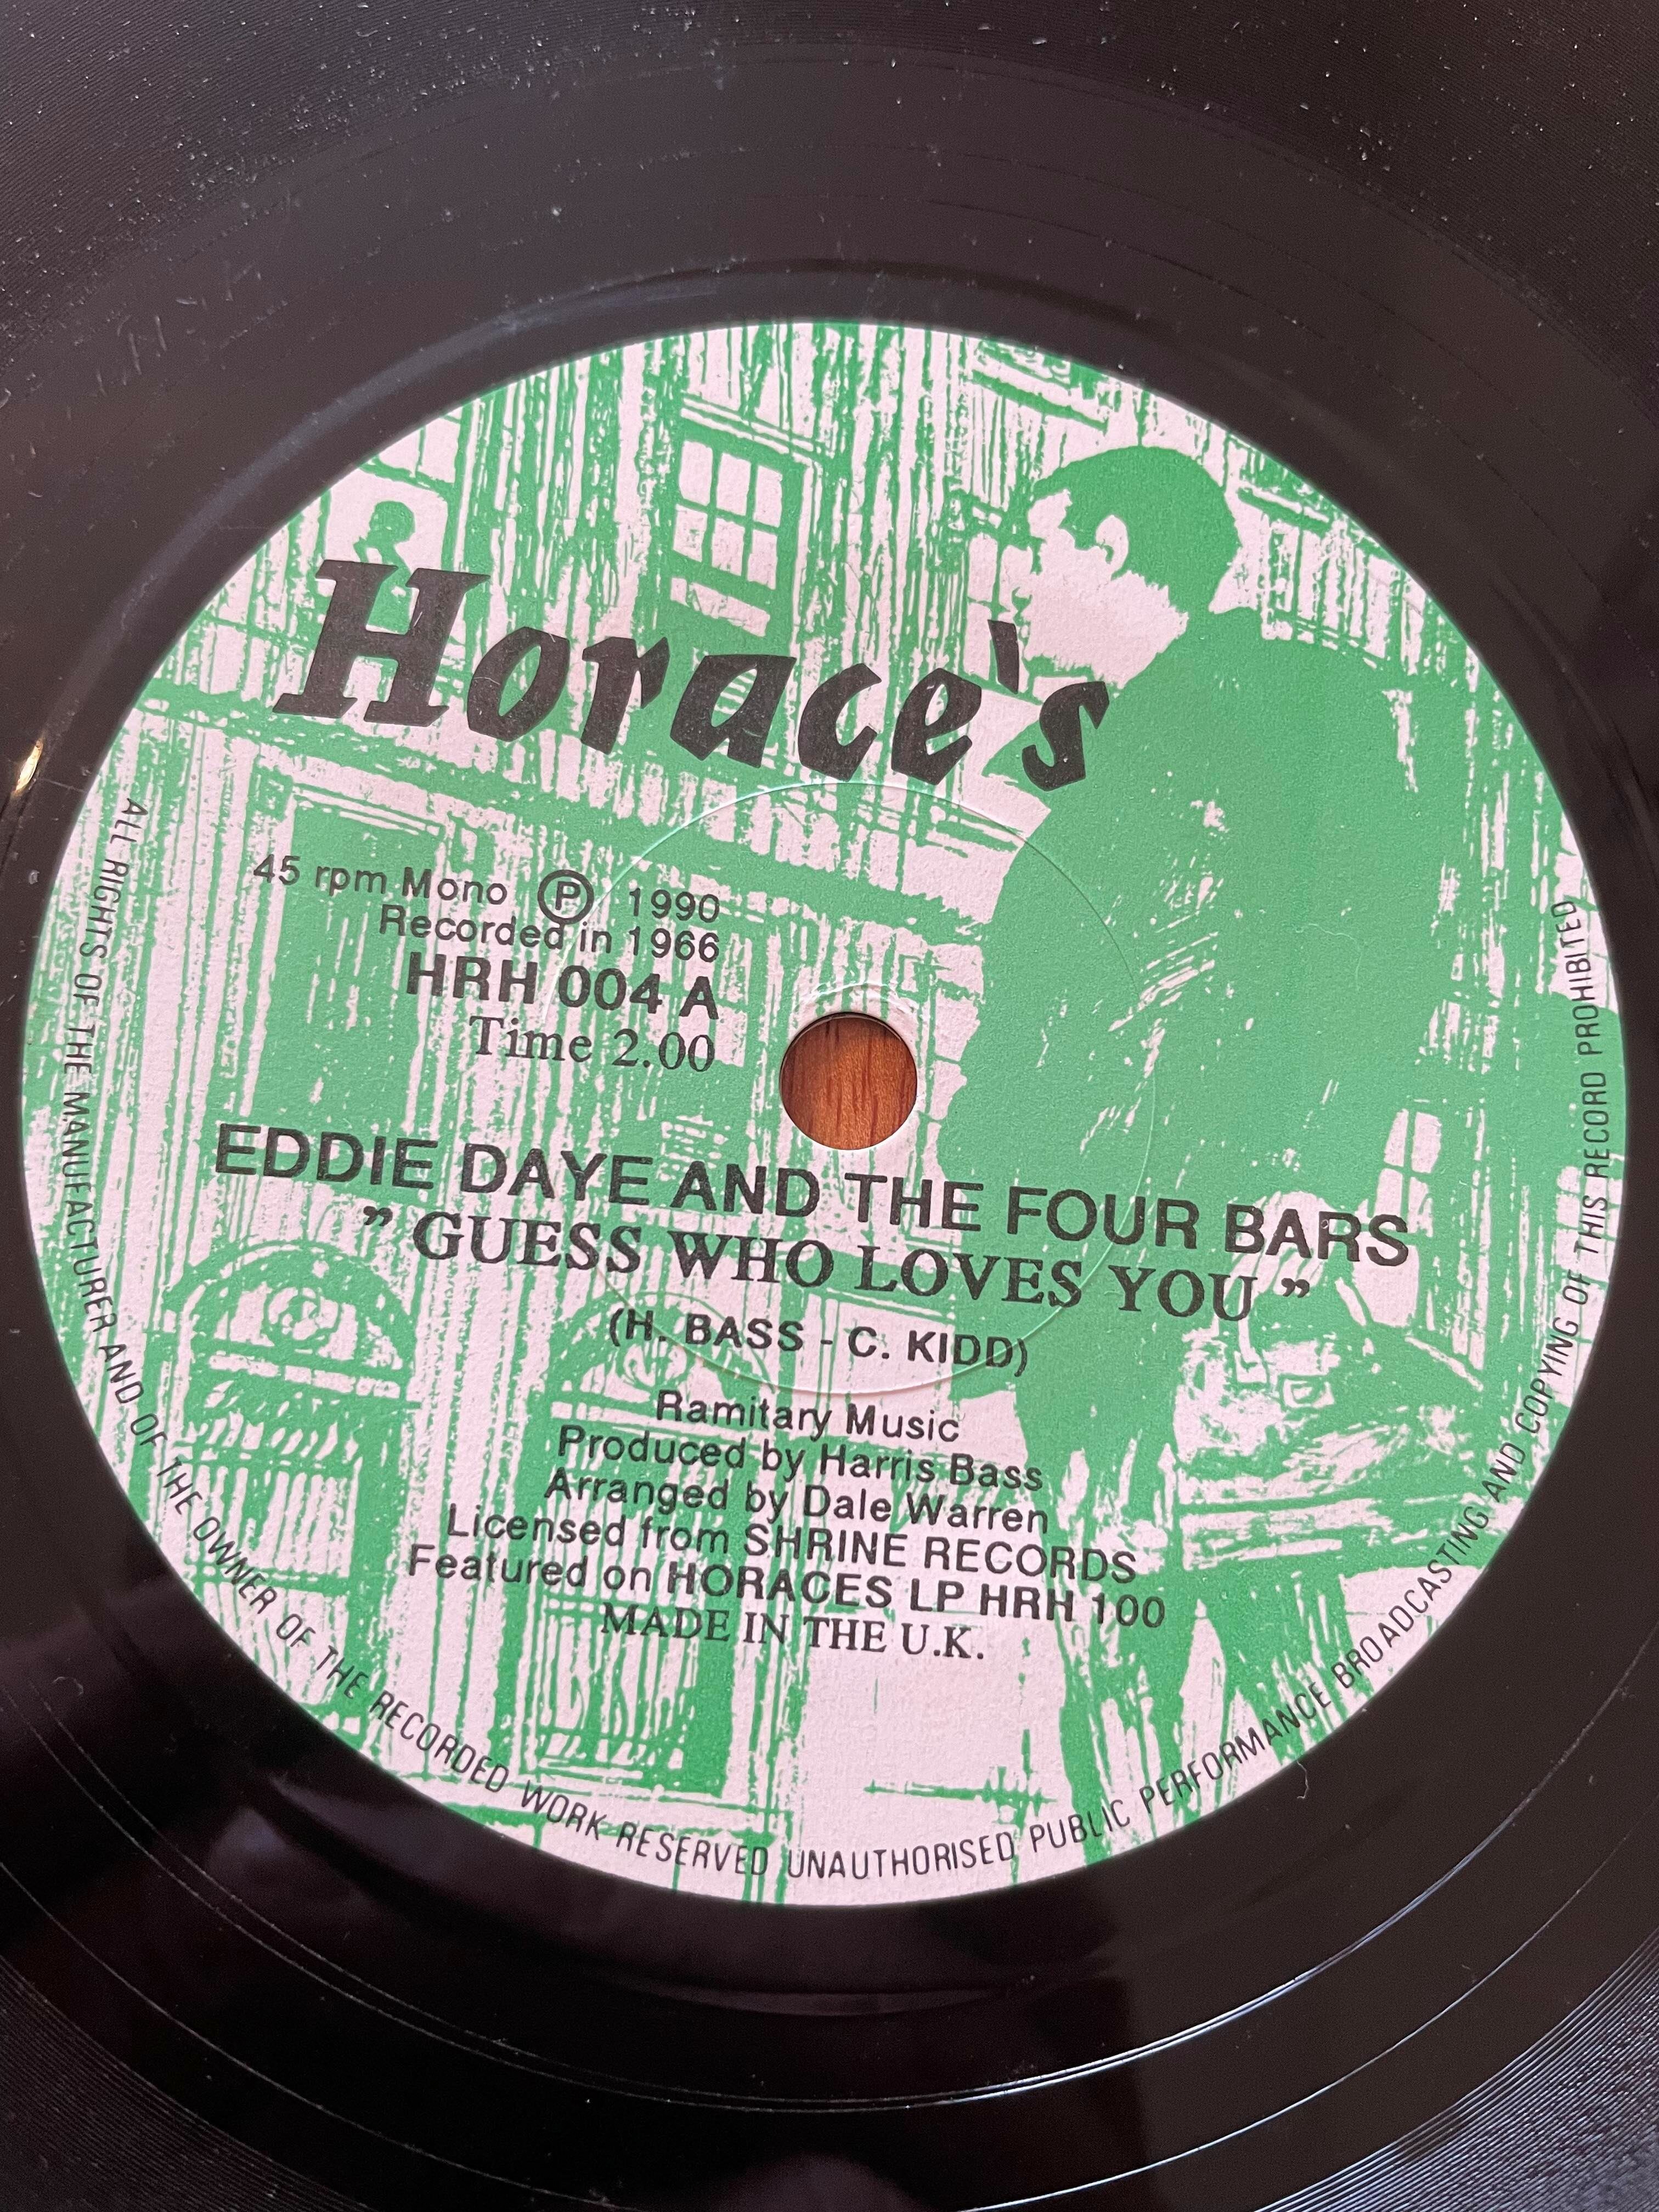 Horace's
45 rpm Mono Ⓟ 1990
Recorded in 1966
HRH 004 A
Time 2.00
EDDIE DAYE AND THE FOUR BARS
” GUESS WHO LOVES YOU ”
(H. BASS - C. KIDD)
Ramitary Music
Produced by Harris Bass
Arranged by Dale Warren
Licensed from SHRINE RECORDS
Featured on HORACES LP HRH 100
MADE IN THE U.K.
ALL RIGHTS OF THE MANUFACTURER AND OF THE OWNER OF THE RECORDED WORK RESERVED UNAUTHORISED PUBLIC PERFORMANCE BROADCASTING AND COPYING OF THIS RECORD PROHIBITED